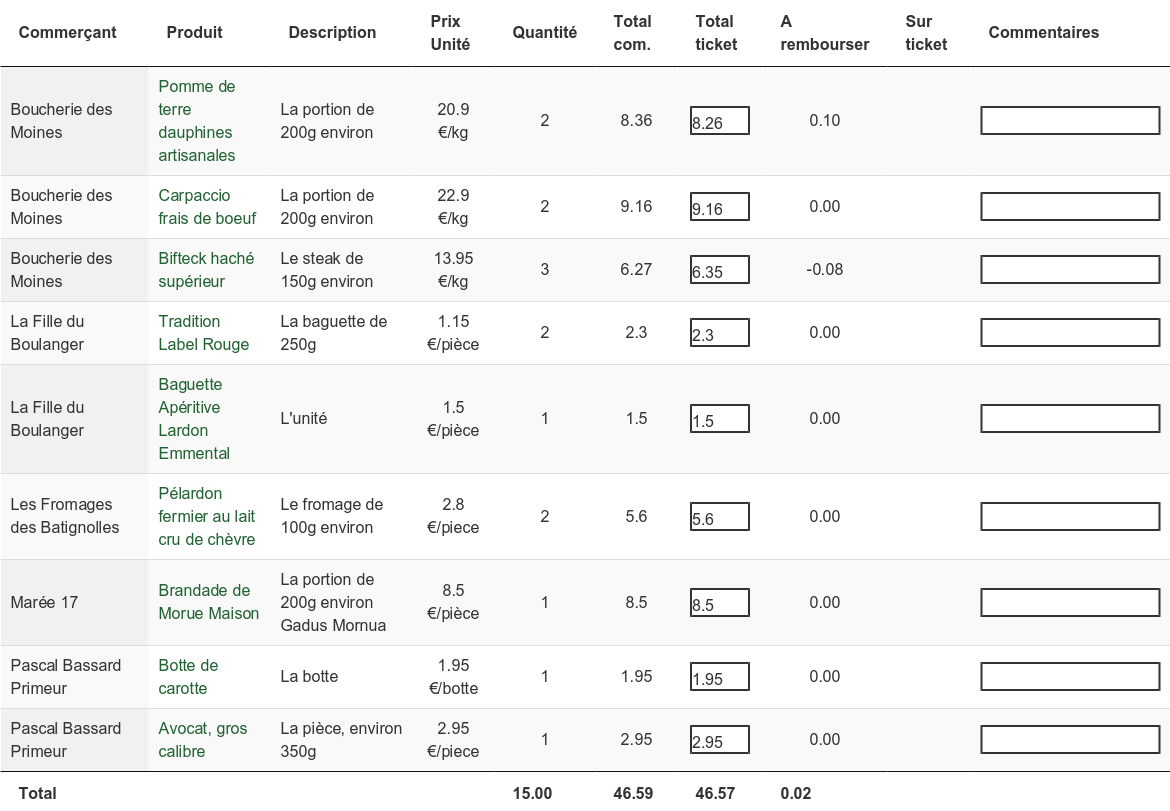 Commerçant Produit Description Prix Unité Quantité Total com. Total ticket A rembourser Sur ticket Commentaires
Boucherie des Moines Pomme de terre dauphines artisanales La portion de 200g environ 20.9 €/kg 2 8.36 8.26 0.10
Boucherie des Moines Carpaccio frais de boeuf La portion de 200g environ 22.9 €/kg 2 9.16 9.16 0.00
Boucherie des Moines Bifteck haché supérieur Le steak de 150g environ 13.95 €/kg 3 6.27 6.35 -0.08
La Fille du Boulanger Tradition Label Rouge La baguette de 250g 1.15 €/pièce 2 2.3 2.3 0.00
La Fille du Boulanger Baguette Apéritive Lardon Emmental L'unité 1.5 €/pièce 1 1.5 1.5 0.00
Les Fromages des Batignolles Pélardon fermier au lait cru de chèvre Le fromage de 100g environ 2.8 €/piece 2 5.6 5.6 0.00
Marée 17 Brandade de Morue Maison La portion de 200g environ Gadus Mornua 8.5 €/pièce 1 8.5 8.5 0.00
Pascal Bassard Primeur Botte de carotte La botte 1.95 €/botte 1 1.95 1.95 0.00
Pascal Bassard Primeur Avocat, gros calibre La pièce, environ 350g 2.95 €/piece 1 2.95 2.95 0.00
Total 15.00 46.59 46.57 0.02